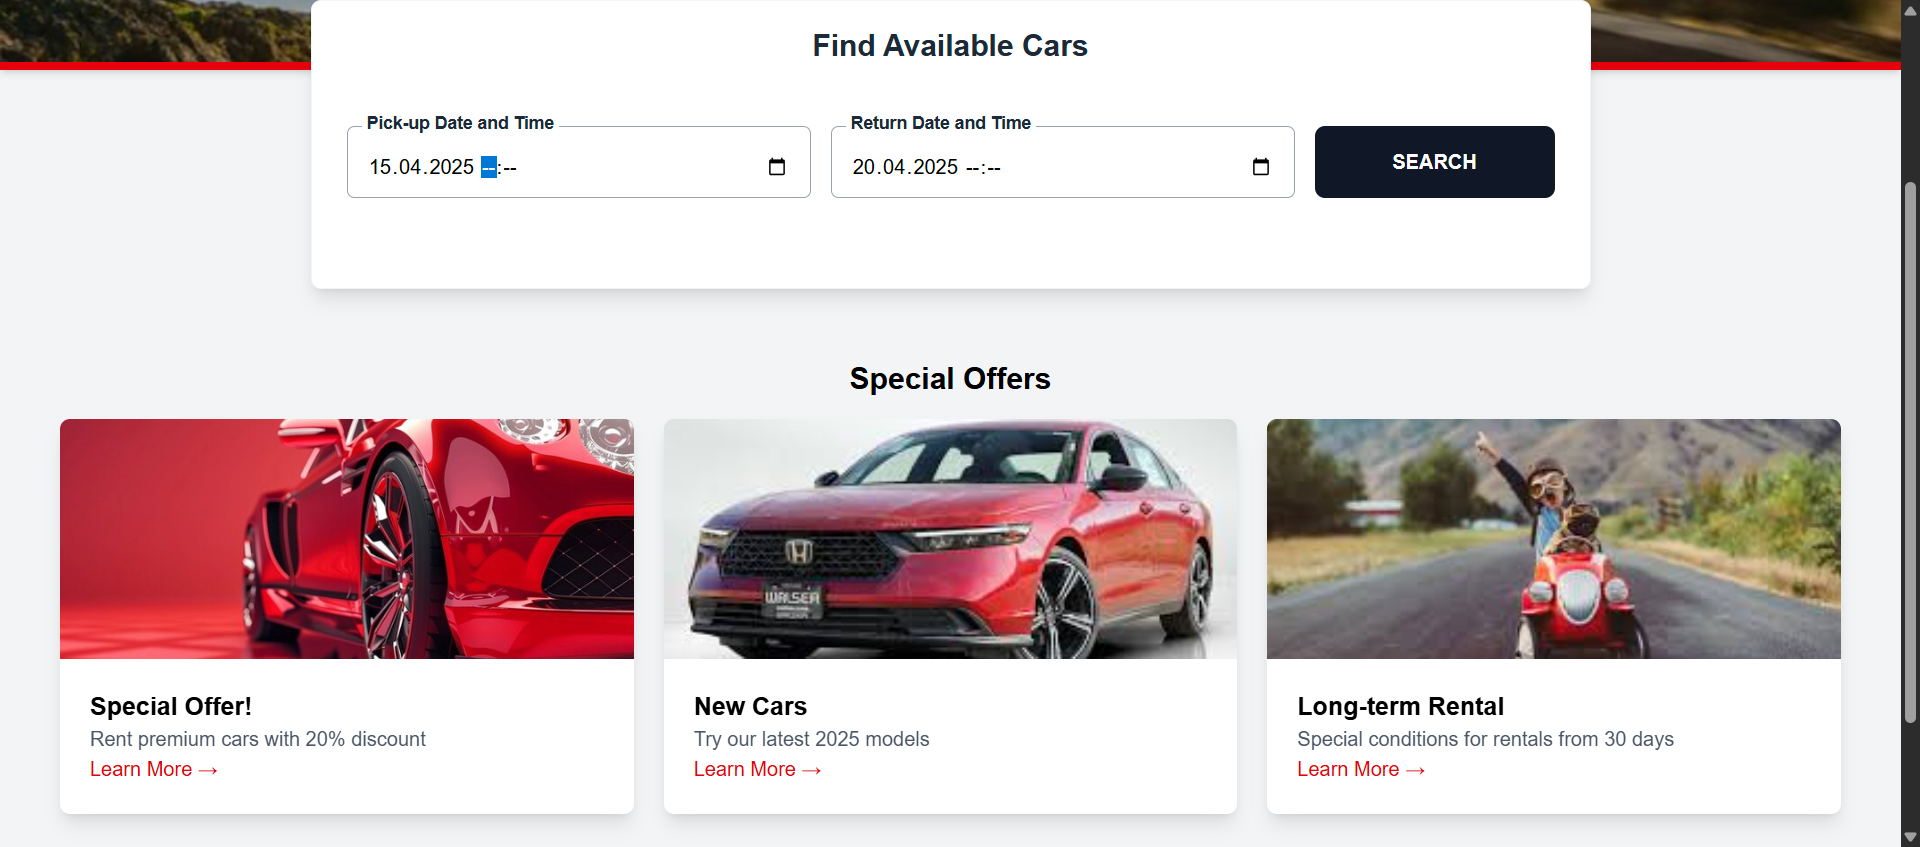 Find Available Cars
Pick-up Date and Time
Return Date and Time
15.04.2025 --:--
20.04.2025 --:--
SEARCH
Special Offers
WALSER
Special Offer!
Rent premium cars with 20% discount
Learn More →
New Cars
Try our latest 2025 models
Learn More →
Long-term Rental
Special conditions for rentals from 30 days
Learn More →